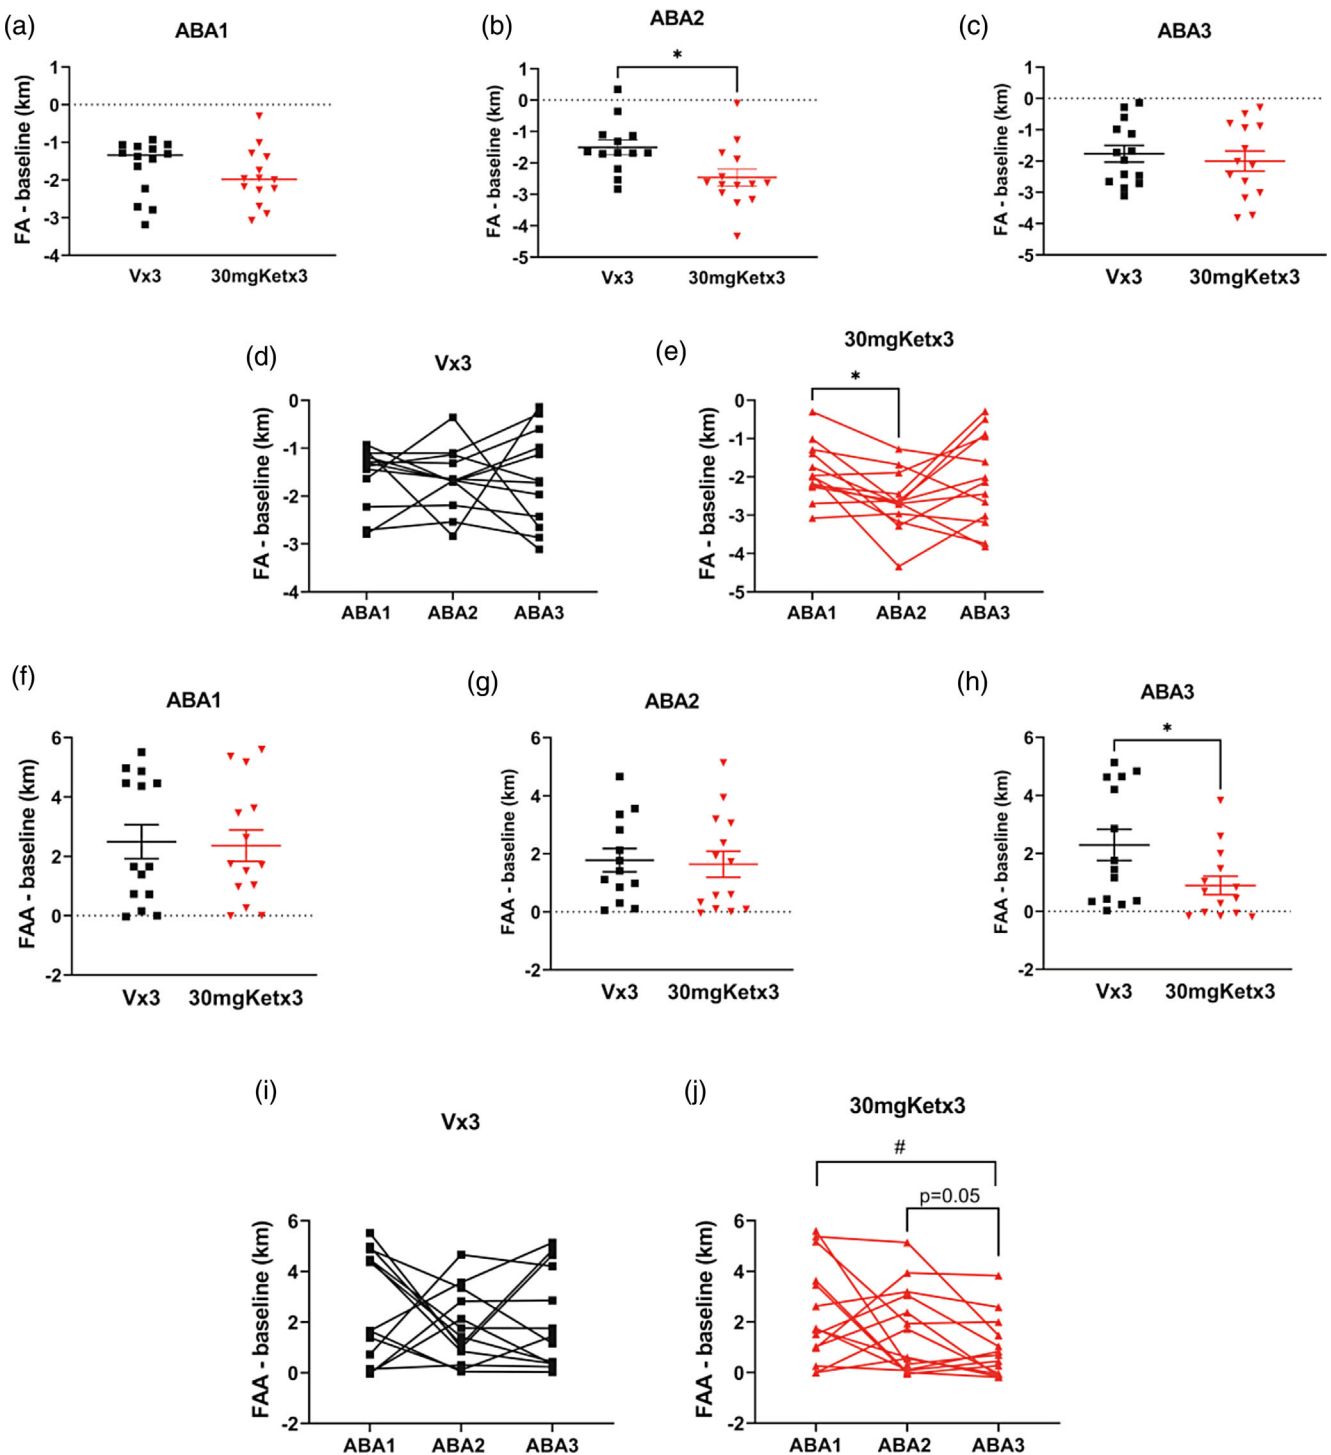 (a) ABA1
FA - baseline (km)
1
0
-1
-2
-3
-4
Vx3 30mgKetx3
(b) ABA2
*
FA - baseline (km)
1
0
-1
-2
-3
-4
-5
Vx3 30mgKetx3
(c) ABA3
FA - baseline (km)
1
0
-1
-2
-3
-4
-5
Vx3 30mgKetx3
(d) Vx3
FA - baseline (km)
0
-1
-2
-3
-4
ABA1 ABA2 ABA3
(e) 30mgKetx3
*
FA - baseline (km)
0
-1
-2
-3
-4
-5
ABA1 ABA2 ABA3
(f) ABA1
FAA - baseline (km)
6
4
2
0
-2
Vx3 30mgKetx3
(g) ABA2
FAA - baseline (km)
6
4
2
0
-2
Vx3 30mgKetx3
(h) ABA3
*
FAA - baseline (km)
6
4
2
0
-2
Vx3 30mgKetx3
(i) Vx3
FAA - baseline (km)
6
4
2
0
-2
ABA1 ABA2 ABA3
(j) 30mgKetx3
#
p=0.05
FAA - baseline (km)
6
4
2
0
-2
ABA1 ABA2 ABA3